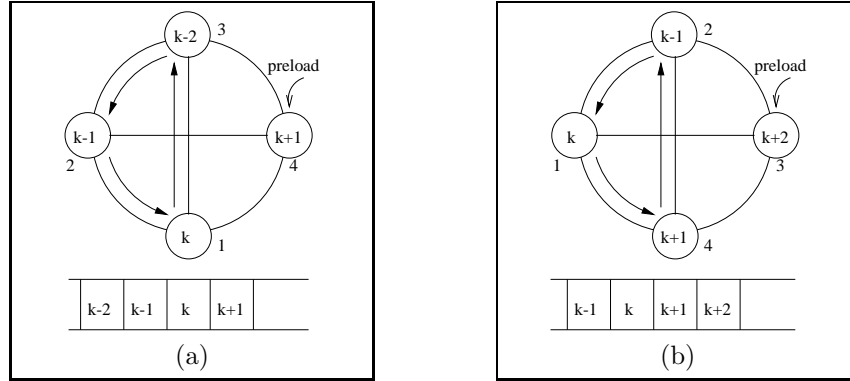 k-2
3
preload
k-1
k+1
2
4
k
1
k-2 k-1 k k+1
(a)
k-1
2
preload
k
k+2
1
3
k+1
4
k-1 k k+1 k+2
(b)